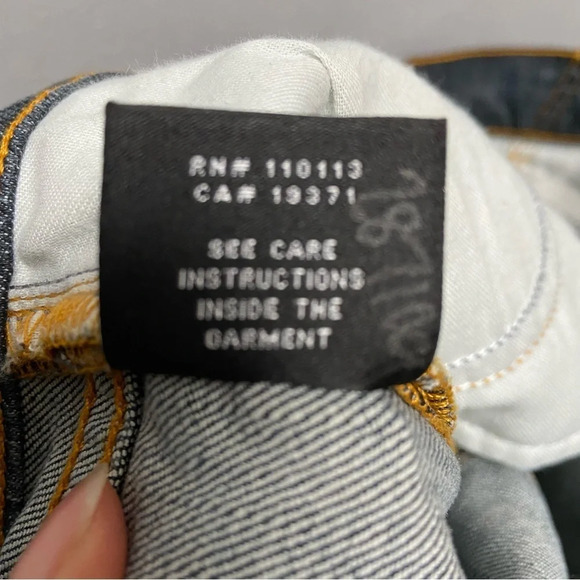 RN# 110113
CA# 19371
SEE CARE
INSTRUCTIONS
INSIDE THE
GARMENT